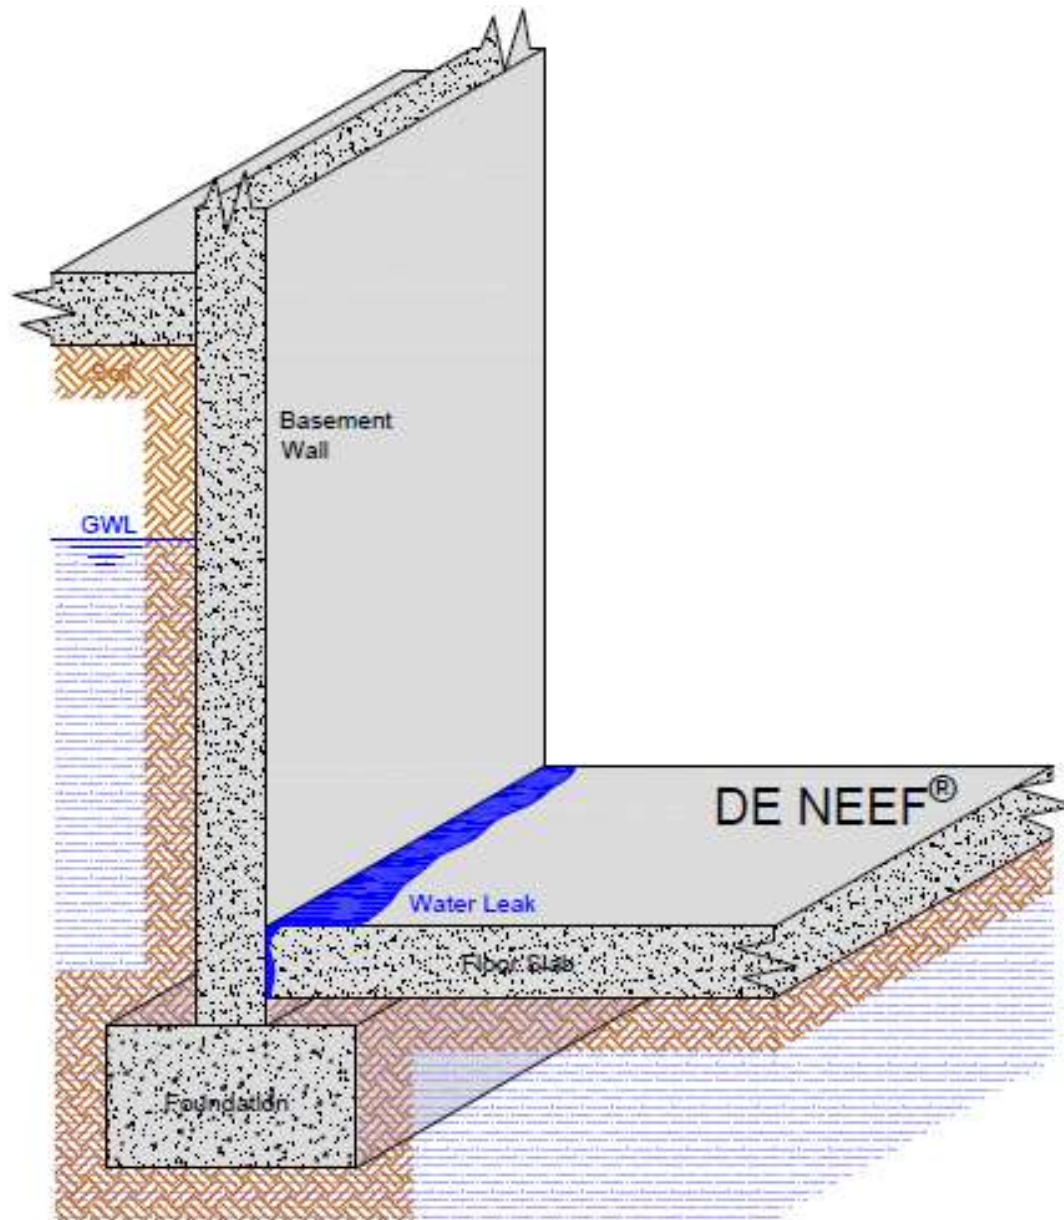 Soil
Basement
Wall
GWL
DE NEEF®
Water Leak
Floor Slab
Foundation